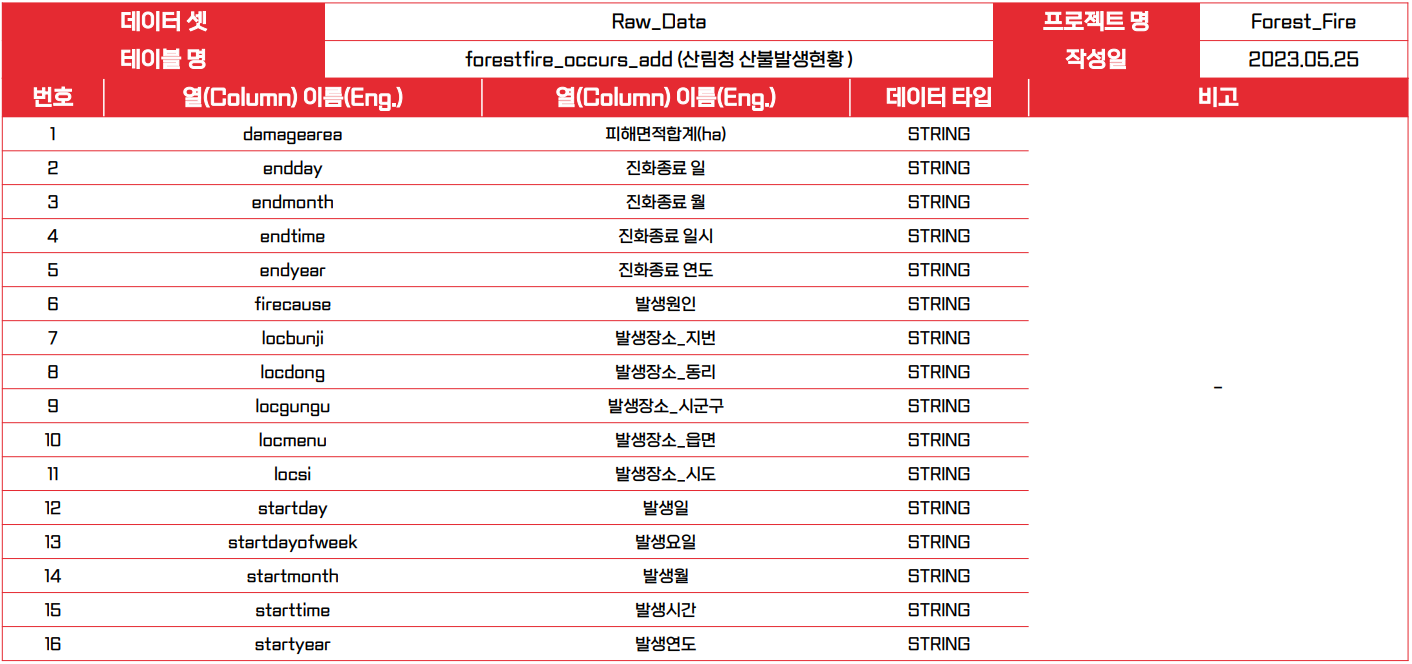 데이터 셋 Raw_Data 프로젝트 명 Forest_Fire
테이블 명 forestfire_occurs_add (산림청 산불발생현황 ) 작성일 2023.05.25
번호 열(Column) 이름(Eng.) 열(Column) 이름(Eng.) 데이터 타입 비고
1 damagearea 피해면적합계(ha) STRING
2 endday 진화종료 일 STRING
3 endmonth 진화종료 월 STRING
4 endtime 진화종료 일시 STRING
5 endyear 진화종료 연도 STRING
6 firecause 발생원인 STRING
7 locbunji 발생장소_지번 STRING
8 locdong 발생장소_동리 STRING
-
9 locgungu 발생장소_시군구 STRING
10 locmenu 발생장소_읍면 STRING
11 locsi 발생장소_시도 STRING
12 startday 발생일 STRING
13 startdayofweek 발생요일 STRING
14 startmonth 발생월 STRING
15 starttime 발생시간 STRING
16 startyear 발생연도 STRING